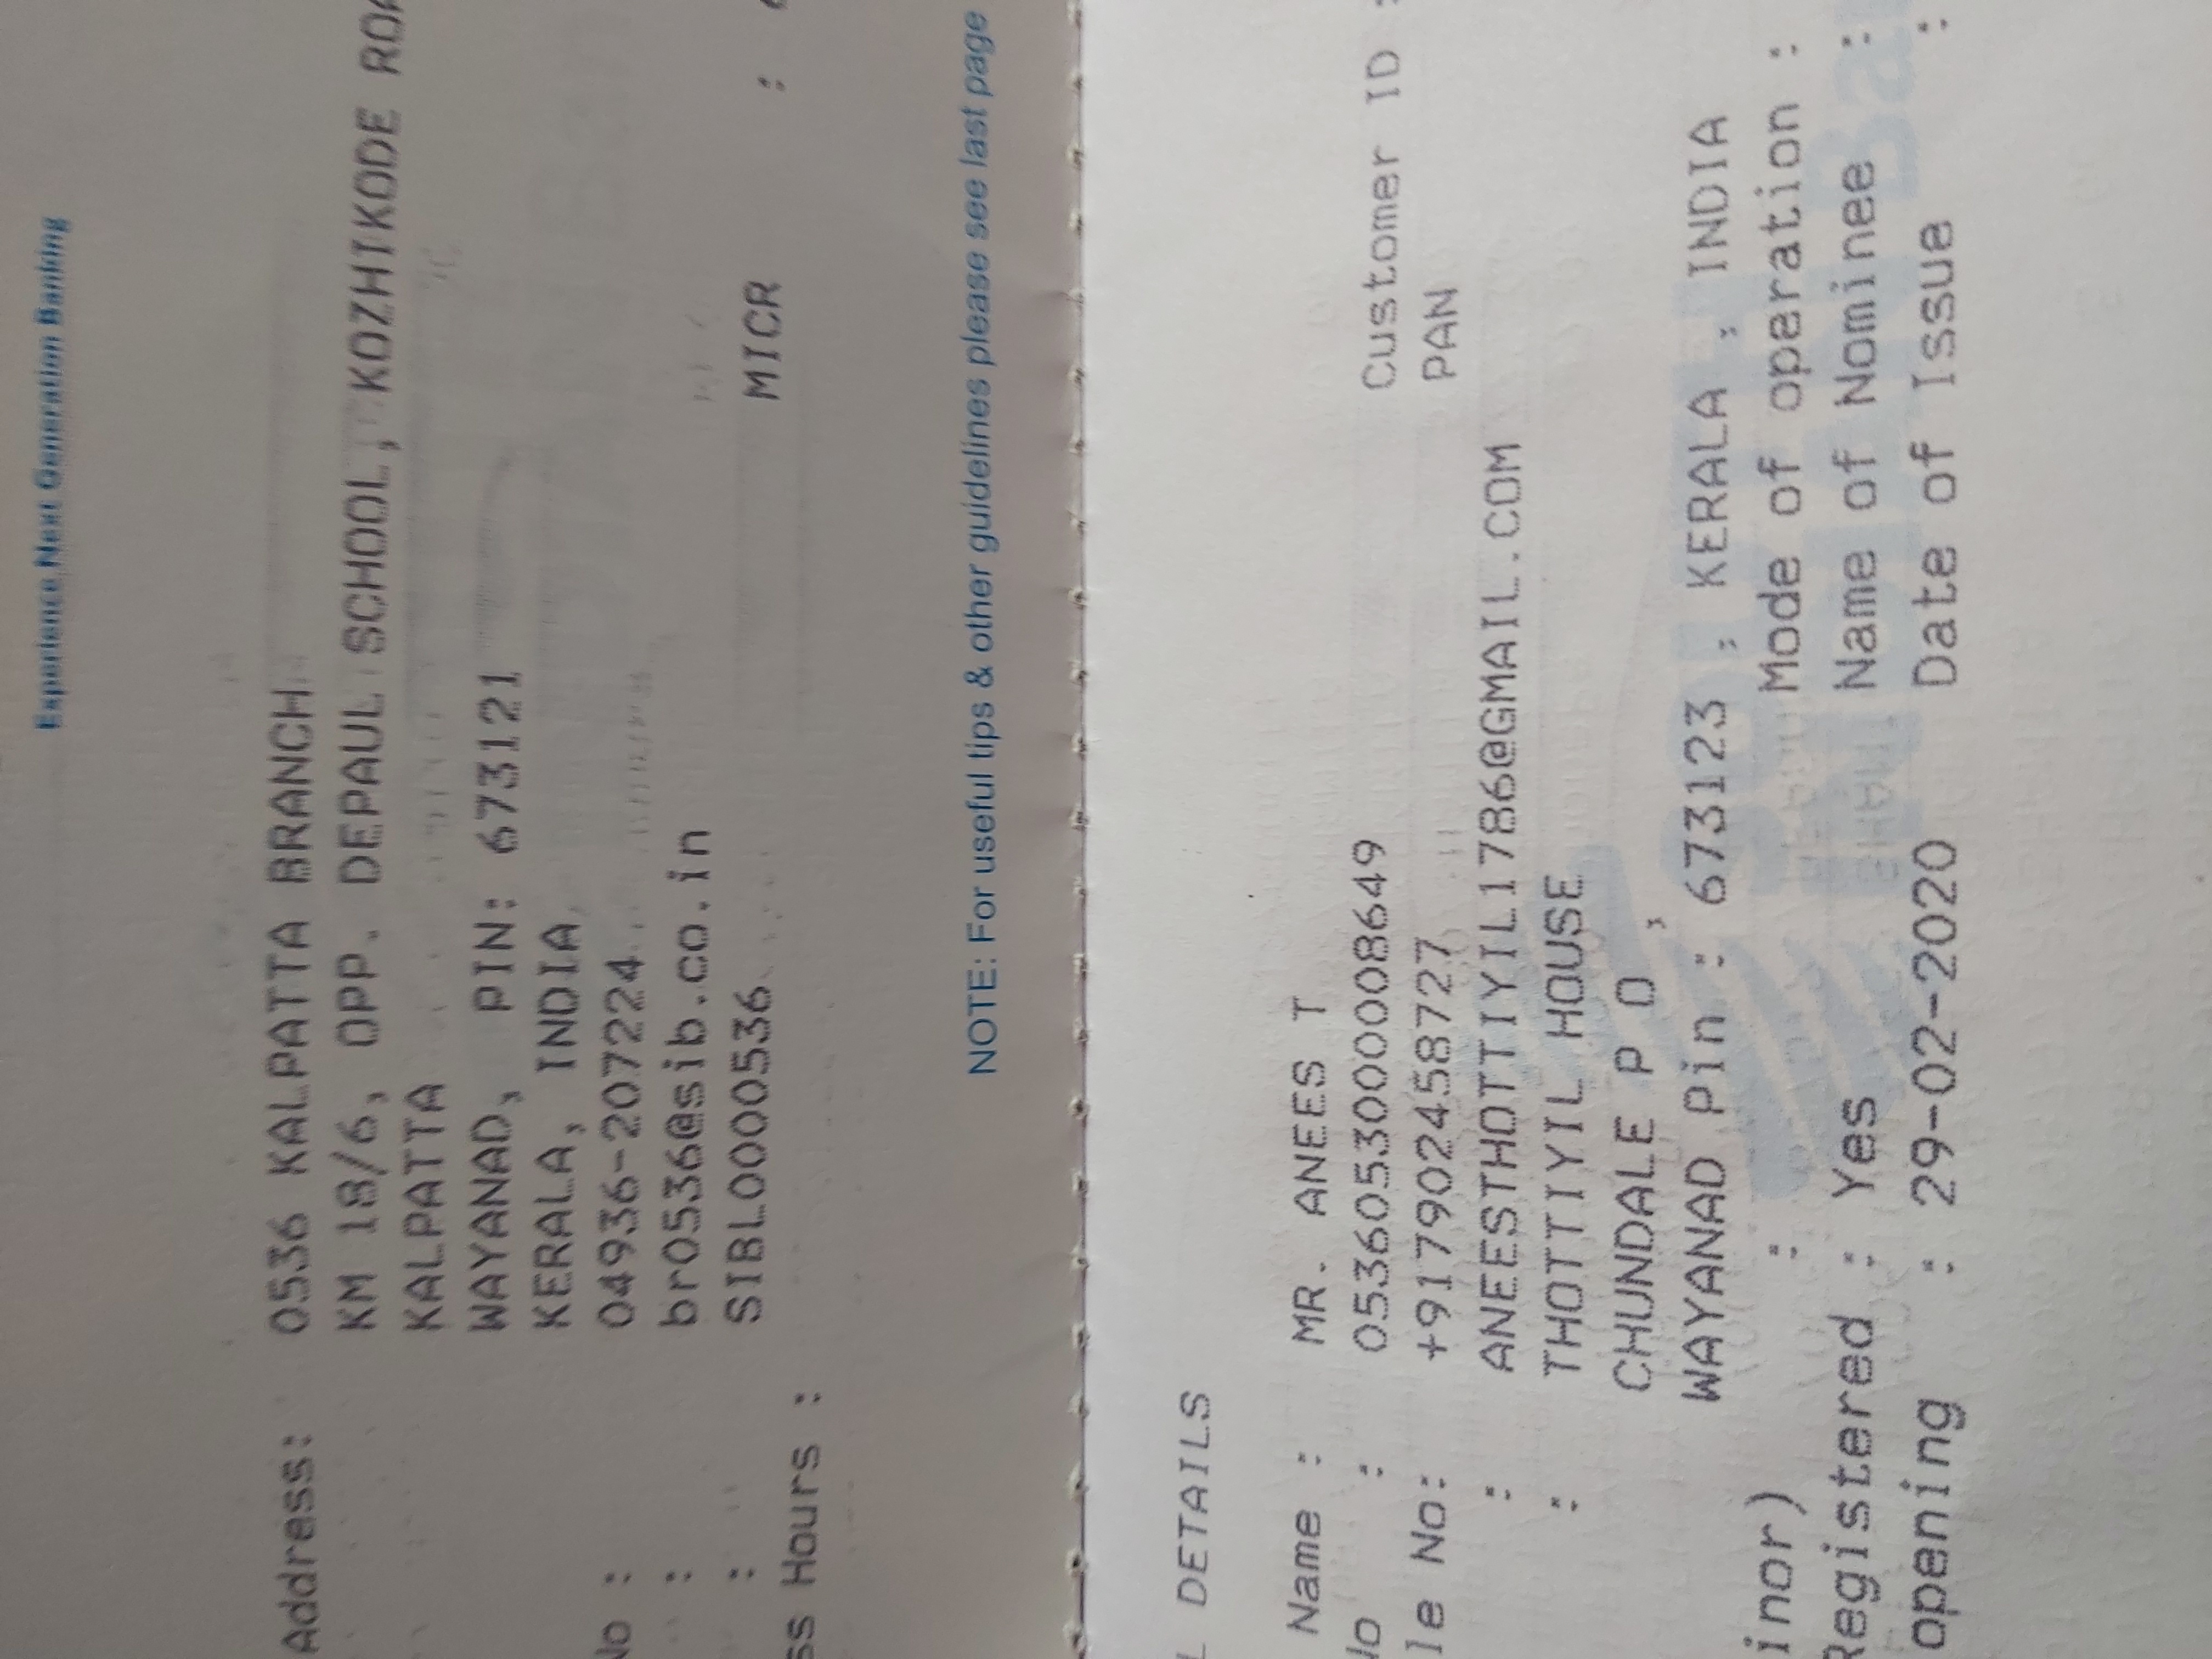 Experience Next Generation Banking
Address: 0536 KALPATTA BRANCH
KM 18/6, OPP. DEPAUL SCHOOL, KOZHIKODE ROA
KALPATTA
WAYANAD, PIN: 673121
KERALA, INDIA
No : 04936-207224
: br0536@sib.co.in
: SIBL0000536 MICR :
ss Hours :
NOTE: For useful tips & other guidelines please see last page
L DETAILS
Name : MR. ANEES T
No : 0536053000008649 Customer ID :
le No: +917902458727 PAN
: ANEESTHOTTIYIL1786@GMAIL.COM
: THOTTIYIL HOUSE
CHUNDALE P O ,
WAYANAD Pin : 673123 , KERALA , INDIA
inor) : Mode of operation :
Registered : Yes Name of Nominee :
opening : 29-02-2020 Date of Issue :
SOUTH
INDIAN Ba